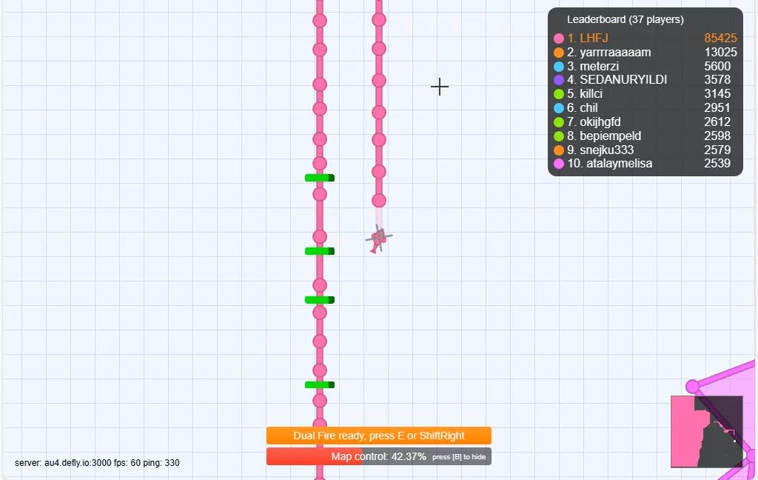 Leaderboard (37 players)
1. LHFJ 85425
2. yarrrraaaaam 13025
3. meterzi 5600
4. SEDANURYILDI 3578
5. killci 3145
6. chil 2951
7. okijhgfd 2612
8. bepiempeld 2598
9. snejku333 2579
10. atalaymelisa 2539
Dual Fire ready, press E or ShiftRight
Map control: 42.37% press [B] to hide
server: au4.defly.io:3000 fps: 60 ping: 330